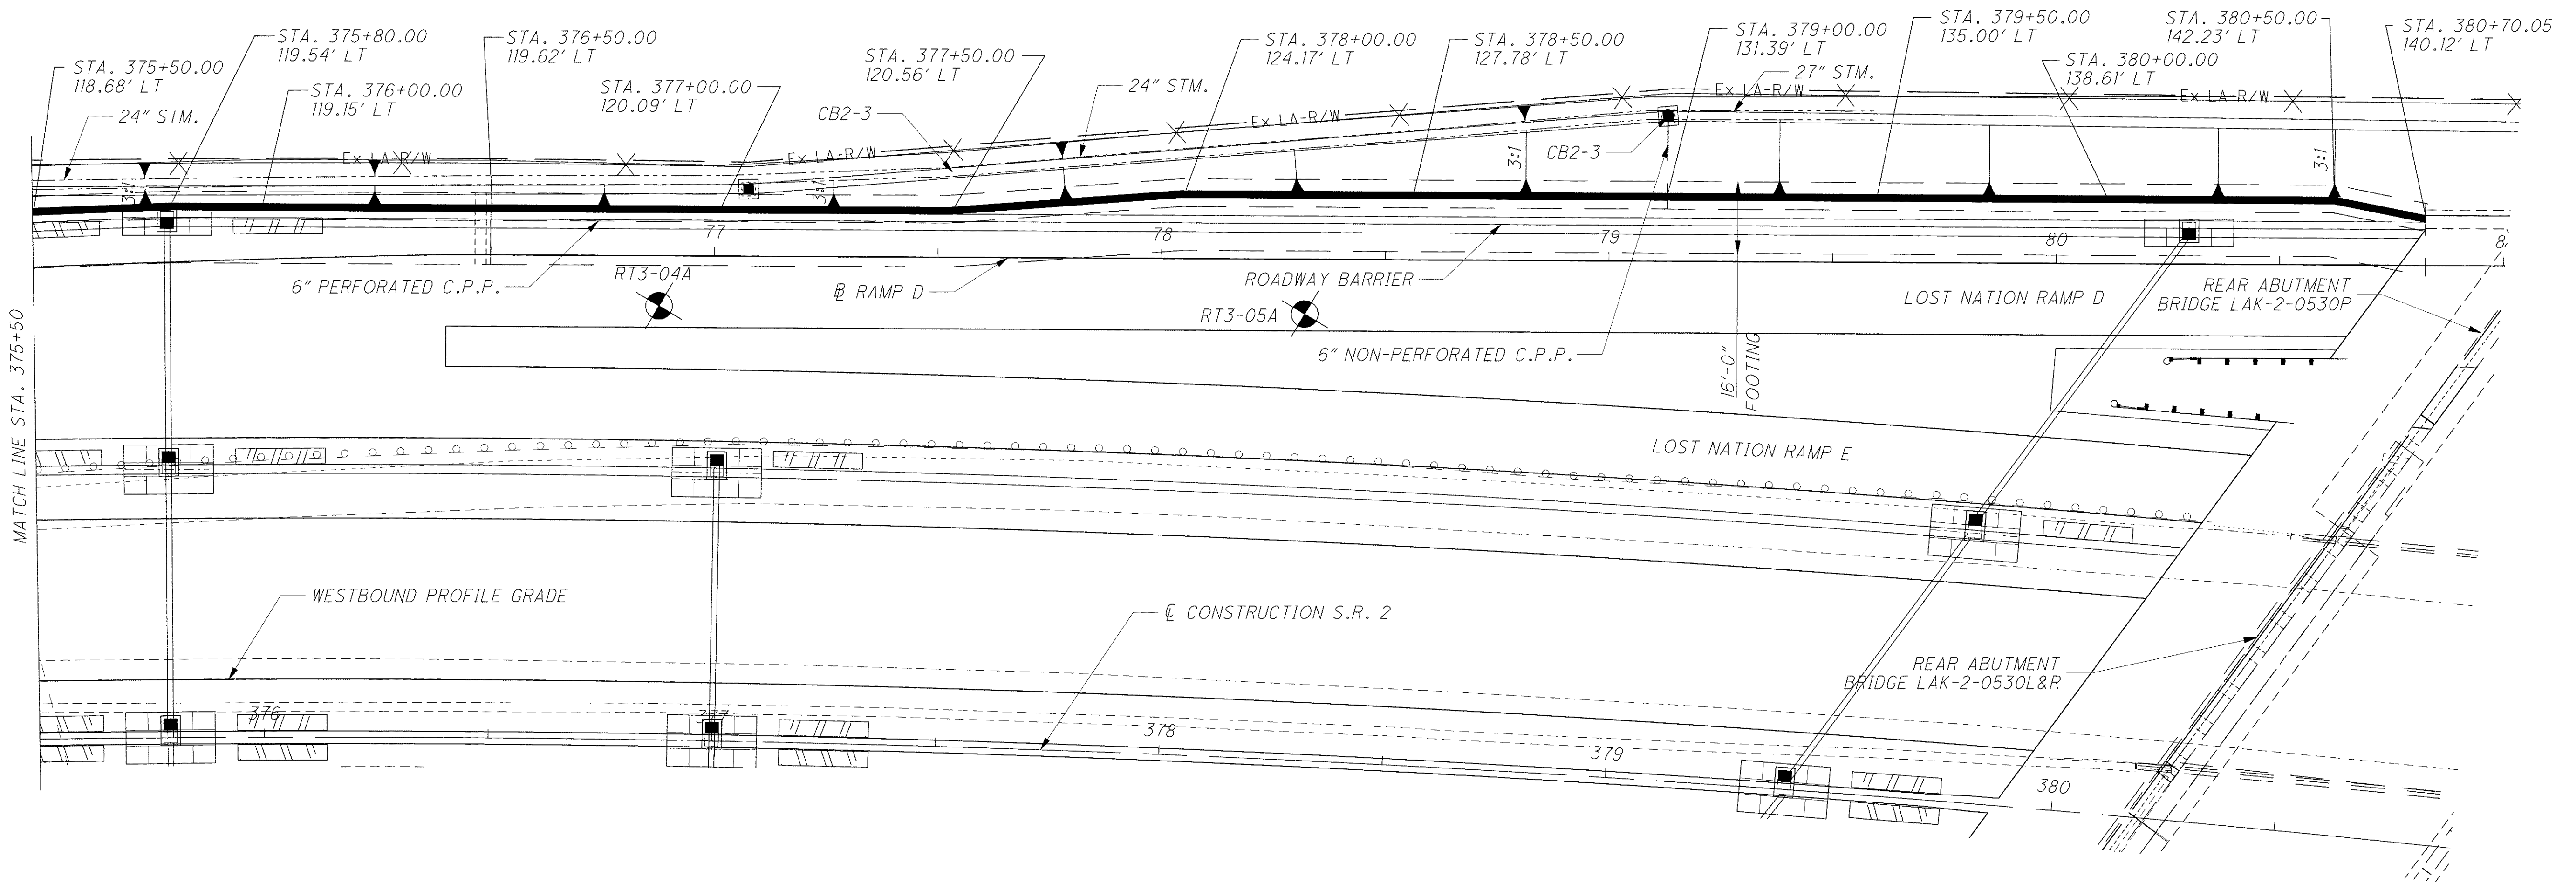 STA. 375+50.00
118.68' LT
24" STM.
STA. 375+80.00
119.54' LT
STA. 376+00.00
119.15' LT
STA. 376+50.00
119.62' LT
STA. 377+00.00
120.09' LT
STA. 377+50.00
120.56' LT
CB2-3
24" STM.
STA. 378+00.00
124.17' LT
STA. 378+50.00
127.78' LT
STA. 379+00.00
131.39' LT
27" STM.
STA. 379+50.00
135.00' LT
STA. 380+00.00
138.61' LT
STA. 380+50.00
142.23' LT
STA. 380+70.05
140.12' LT
Ex LA-R/W
Ex LA-R/W
Ex LA-R/W
Ex LA-R/W
Ex LA-R/W
CB2-3
3:1
3:1
3:1
3:1
77
78
79
80
8
6" PERFORATED C.P.P.
RT3-04A
℄ RAMP D
ROADWAY BARRIER
RT3-05A
6" NON-PERFORATED C.P.P.
16'-0"
FOOTING
LOST NATION RAMP D
REAR ABUTMENT
BRIDGE LAK-2-0530P
MATCH LINE STA. 375+50
LOST NATION RAMP E
WESTBOUND PROFILE GRADE
℄ CONSTRUCTION S.R. 2
REAR ABUTMENT
BRIDGE LAK-2-0530L&R
376
377
378
379
380